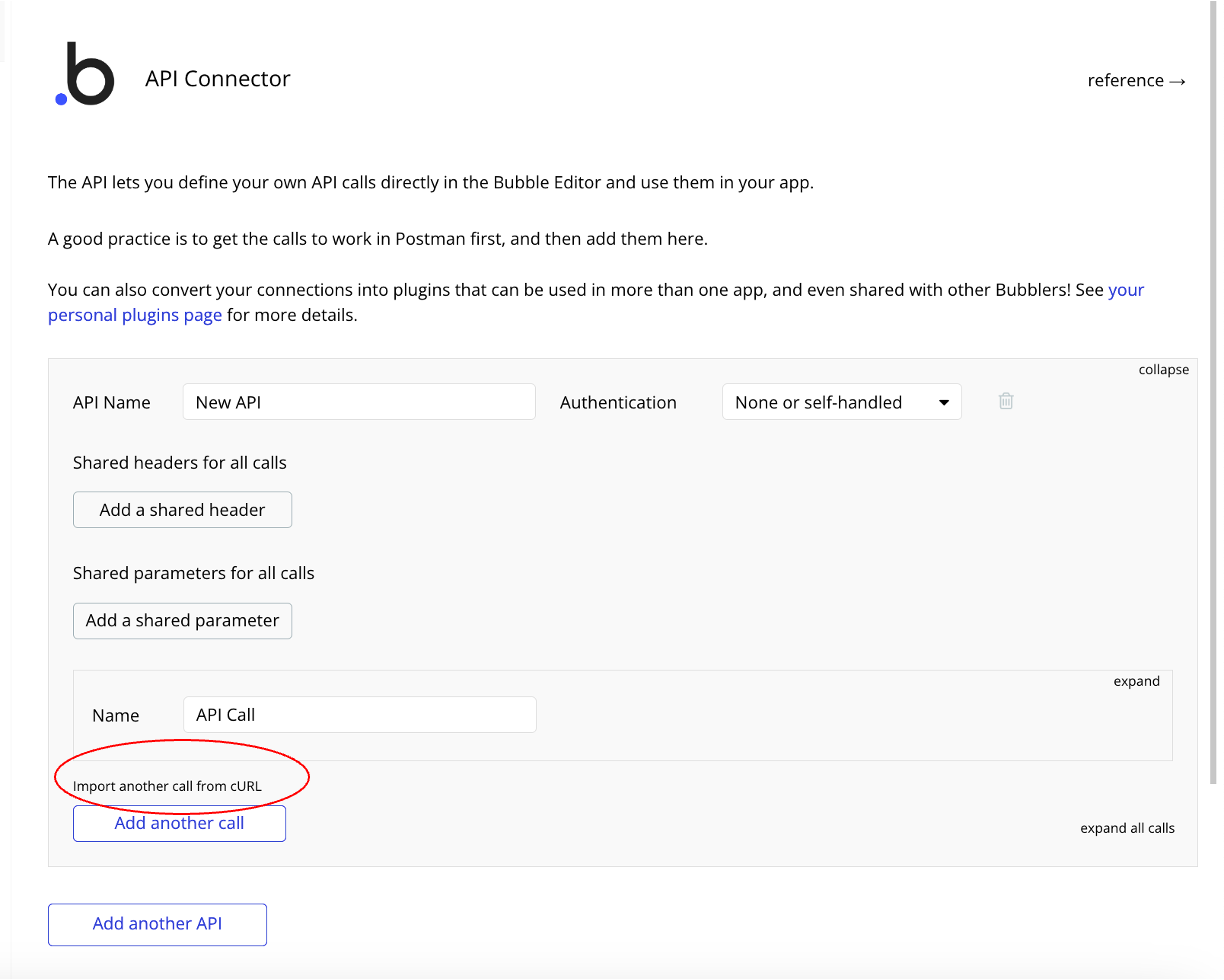 b
API Connector
reference →
The API lets you define your own API calls directly in the Bubble Editor and use them in your app.
A good practice is to get the calls to work in Postman first, and then add them here.
You can also convert your connections into plugins that can be used in more than one app, and even shared with other Bubblers! See your
personal plugins page for more details.
collapse
API Name New API Authentication None or self-handled
Shared headers for all calls
Add a shared header
Shared parameters for all calls
Add a shared parameter
expand
Name API Call
Import another call from cURL
Add another call
expand all calls
Add another API